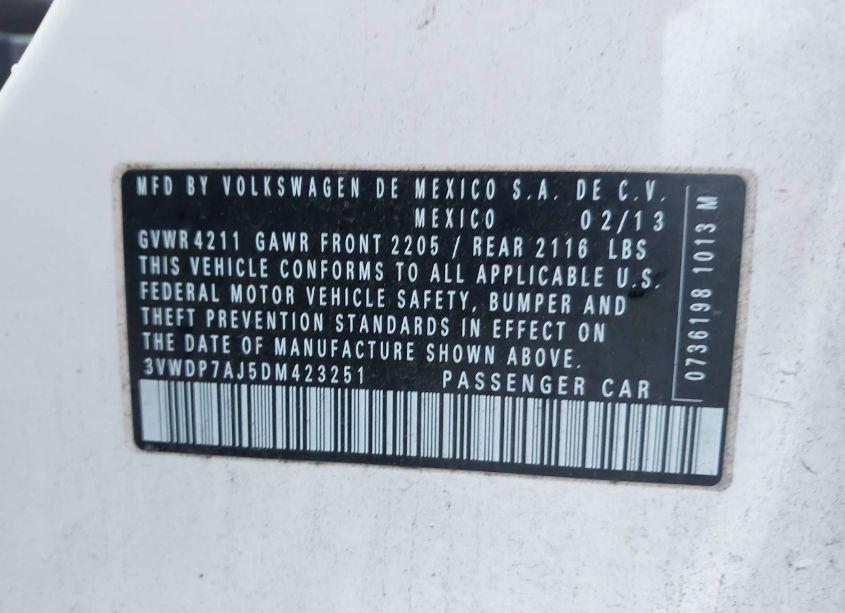 MFD BY VOLKSWAGEN DE MEXICO S.A. DE C.V.
MEXICO 02/13
GVWR 4211 GAWR FRONT 2205 / REAR 2116 LBS
THIS VEHICLE CONFORMS TO ALL APPLICABLE U.S.
FEDERAL MOTOR VEHICLE SAFETY, BUMPER AND
THEFT PREVENTION STANDARDS IN EFFECT ON
THE DATE OF MANUFACTURE SHOWN ABOVE.
3VWDP7AJ5DM423251 PASSENGER CAR
0736198 1013 M